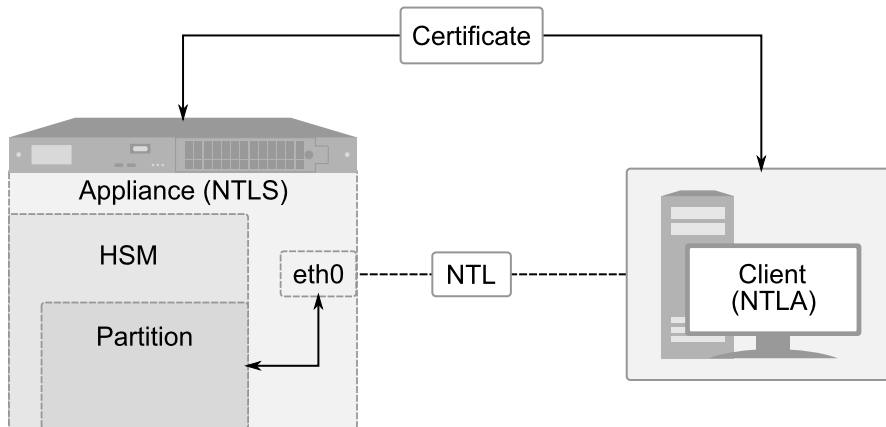 Certificate
Appliance (NTLS)
HSM
eth0
NTL
Client
(NTLA)
Partition